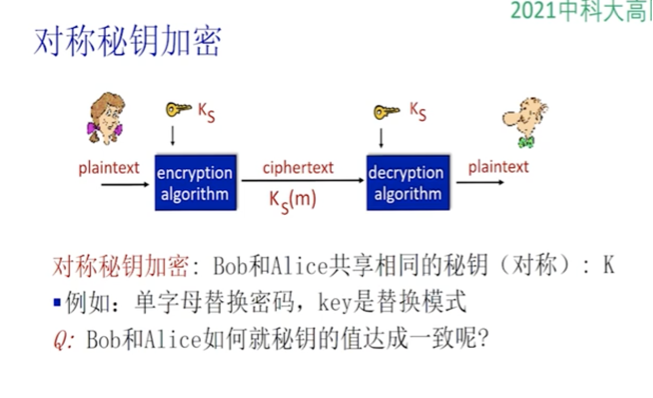 2021中科大高
对称秘钥加密
K_S K_S
plaintext encryption algorithm ciphertext K_S(m) decryption algorithm plaintext
对称秘钥加密: Bob和Alice共享相同的秘钥（对称）: K
▪例如: 单字母替换密码, key是替换模式
Q: Bob和Alice如何就秘钥的值达成一致呢?